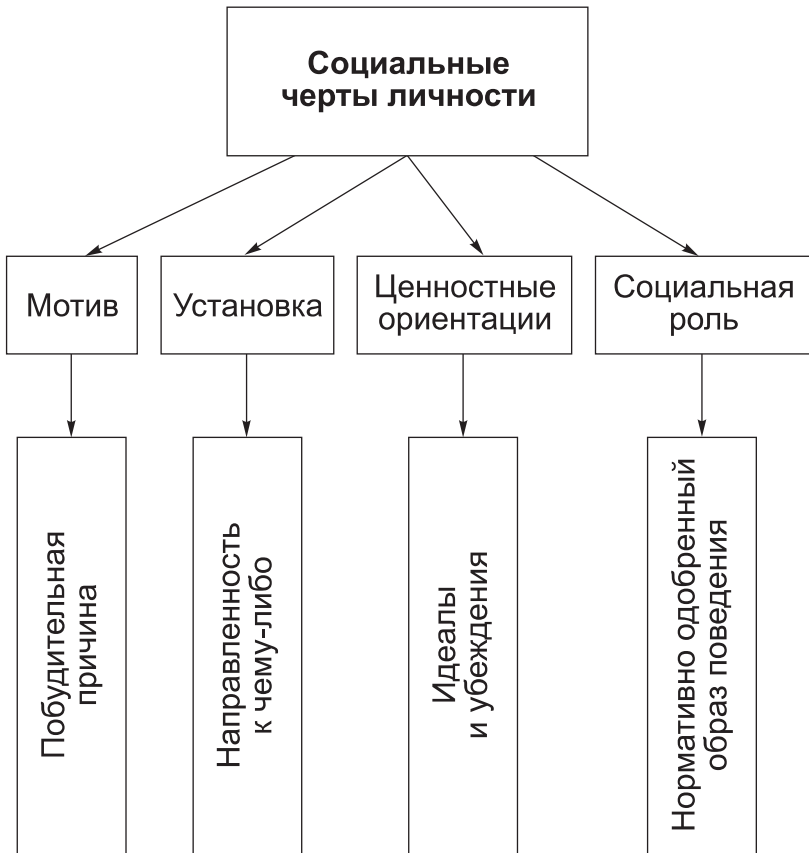 Социальные
черты личности
Мотив
Установка
Ценностные
ориентации
Социальная
роль
Побудительная
причина
Направленность
к чему-либо
Идеалы
и убеждения
Нормативно одобренный
образ поведения